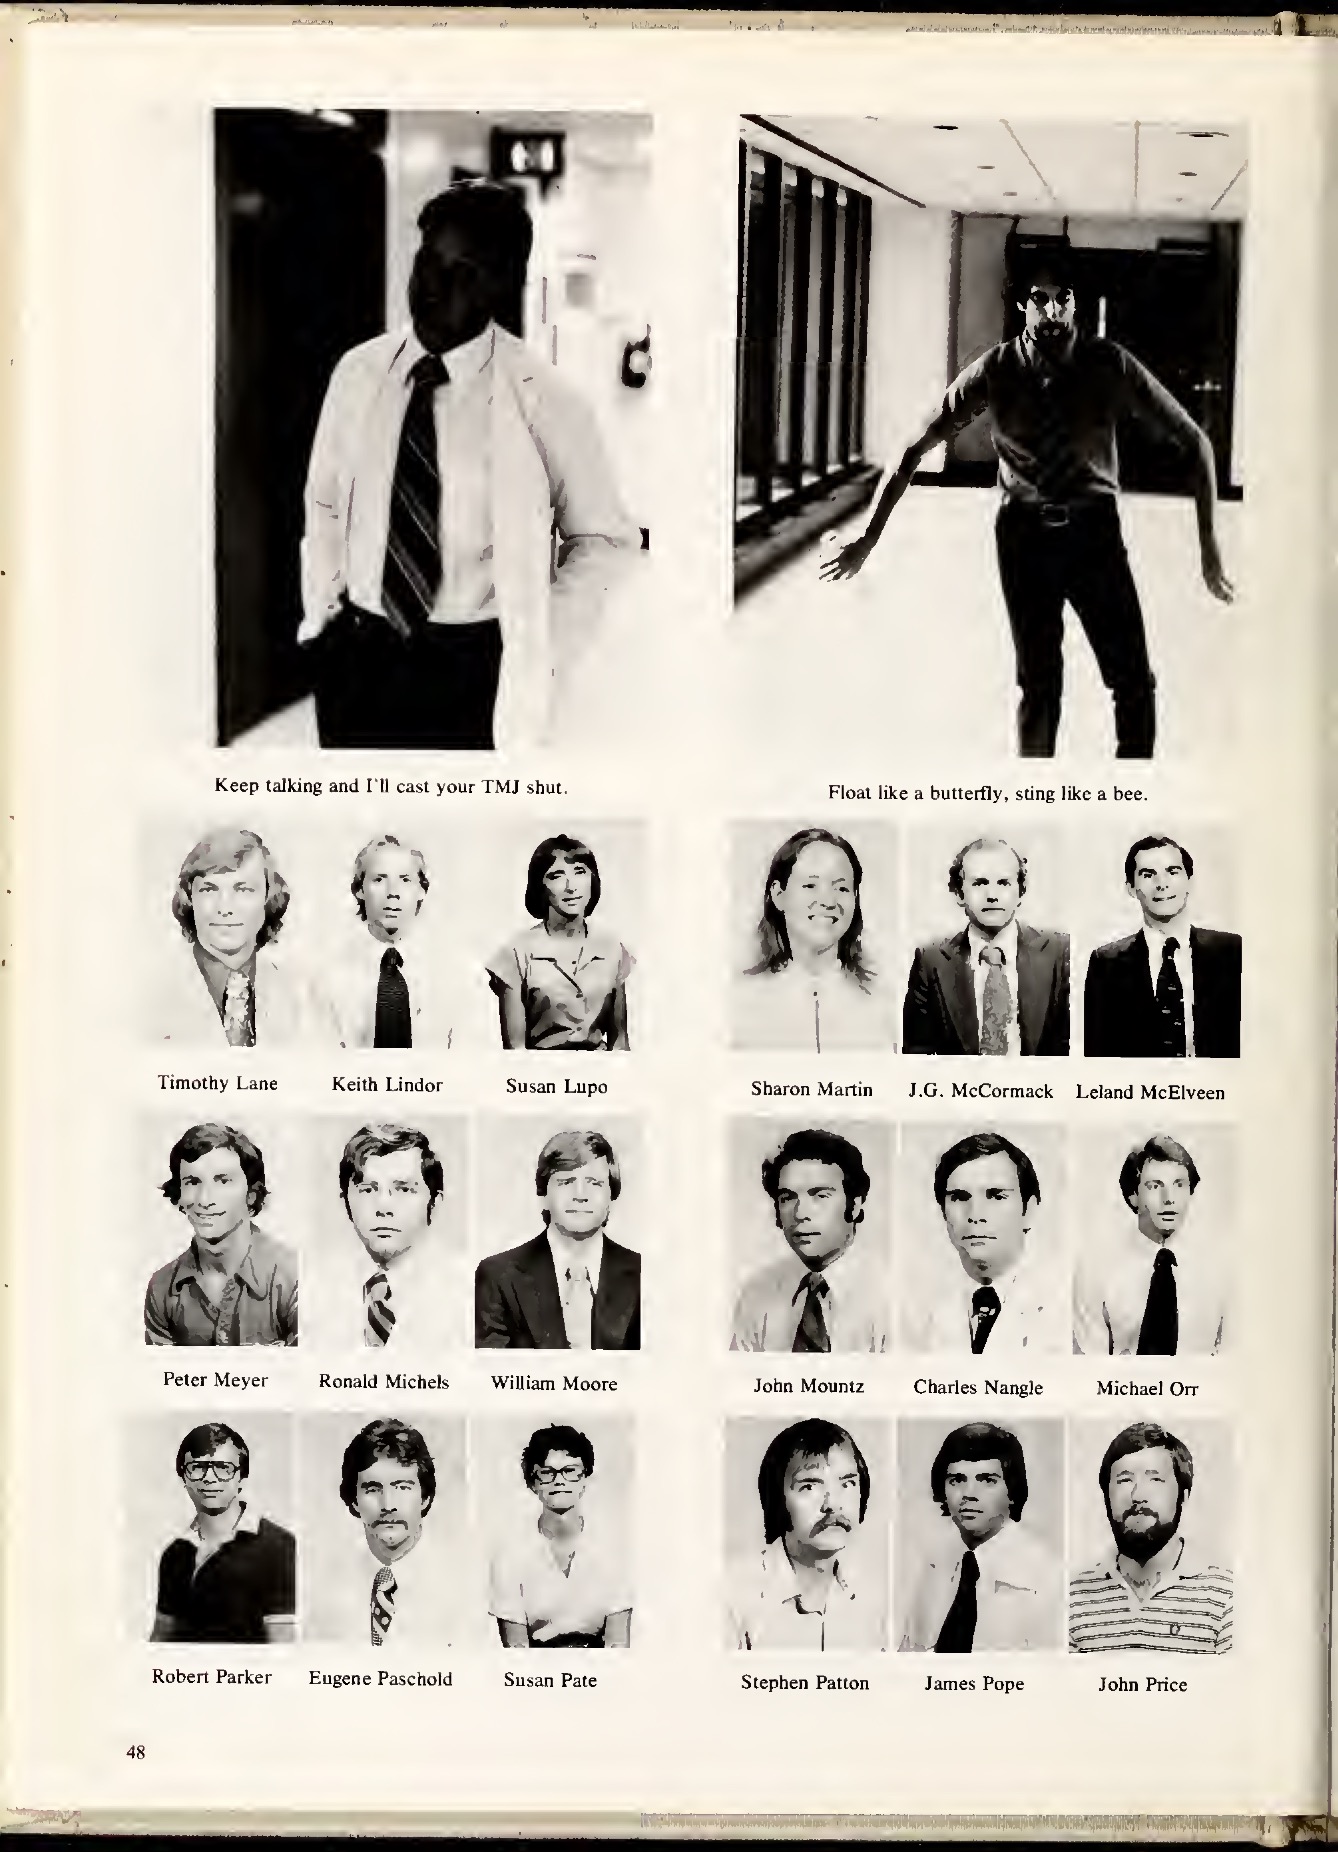 Keep talking and I'll cast your TMJ shut.
Float like a butterfly, sting like a bee.
Timothy Lane Keith Lindor Susan Lupo
Sharon Martin J.G. McCormack Leland McElveen
Peter Meyer Ronald Michels William Moore
John Mountz Charles Nangle Michael Orr
Robert Parker Eugene Paschold Susan Pate
Stephen Patton James Pope John Price
48